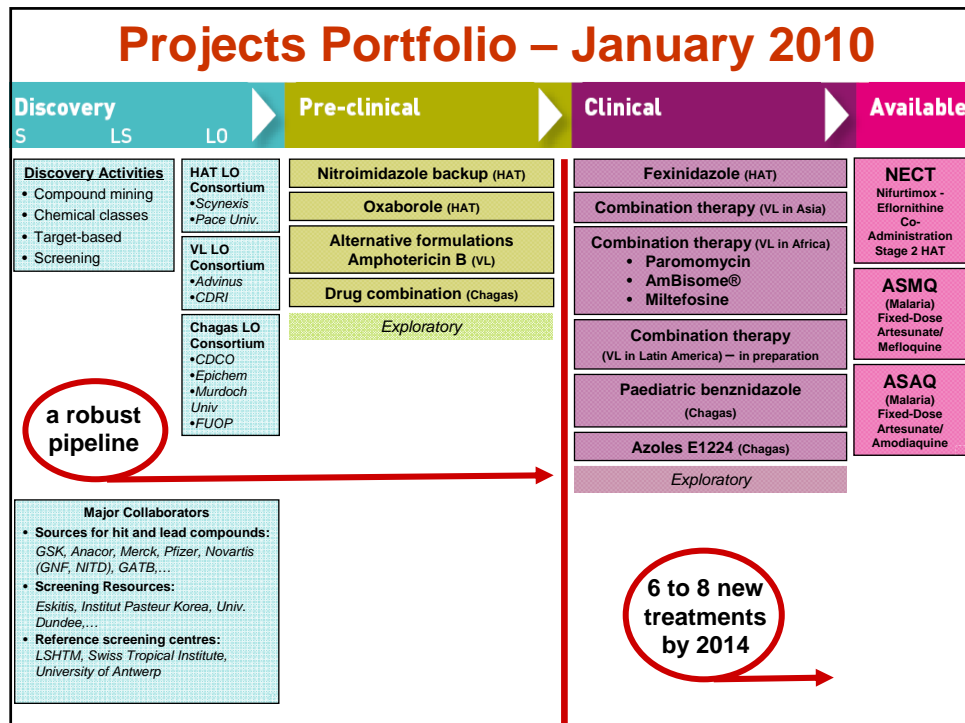 Projects Portfolio – January 2010
Discovery
S LS LO
Pre-clinical
Clinical
Available
Discovery Activities
• Compound mining
• Chemical classes
• Target-based
• Screening
HAT LO
Consortium
•Scynexis
•Pace Univ.
VL LO
Consortium
•Advinus
•CDRI
Chagas LO
Consortium
•CDCO
•Epichem
•Murdoch
Univ
•FUOP
a robust
pipeline
Major Collaborators
• Sources for hit and lead compounds:
GSK, Anacor, Merck, Pfizer, Novartis
(GNF, NITD), GATB,…
• Screening Resources:
Eskitis, Institut Pasteur Korea, Univ.
Dundee,…
• Reference screening centres:
LSHTM, Swiss Tropical Institute,
University of Antwerp
Nitroimidazole backup (HAT)
Oxaborole (HAT)
Alternative formulations
Amphotericin B (VL)
Drug combination (Chagas)
Exploratory
Fexinidazole (HAT)
Combination therapy (VL in Asia)
Combination therapy (VL in Africa)
• Paromomycin
• AmBisome®
• Miltefosine
Combination therapy
(VL in Latin America) – in preparation
Paediatric benznidazole
(Chagas)
Azoles E1224 (Chagas)
Exploratory
6 to 8 new
treatments
by 2014
NECT
Nifurtimox -
Eflornithine
Co-
Administration
Stage 2 HAT
ASMQ
(Malaria)
Fixed-Dose
Artesunate/
Mefloquine
ASAQ
(Malaria)
Fixed-Dose
Artesunate/
Amodiaquine